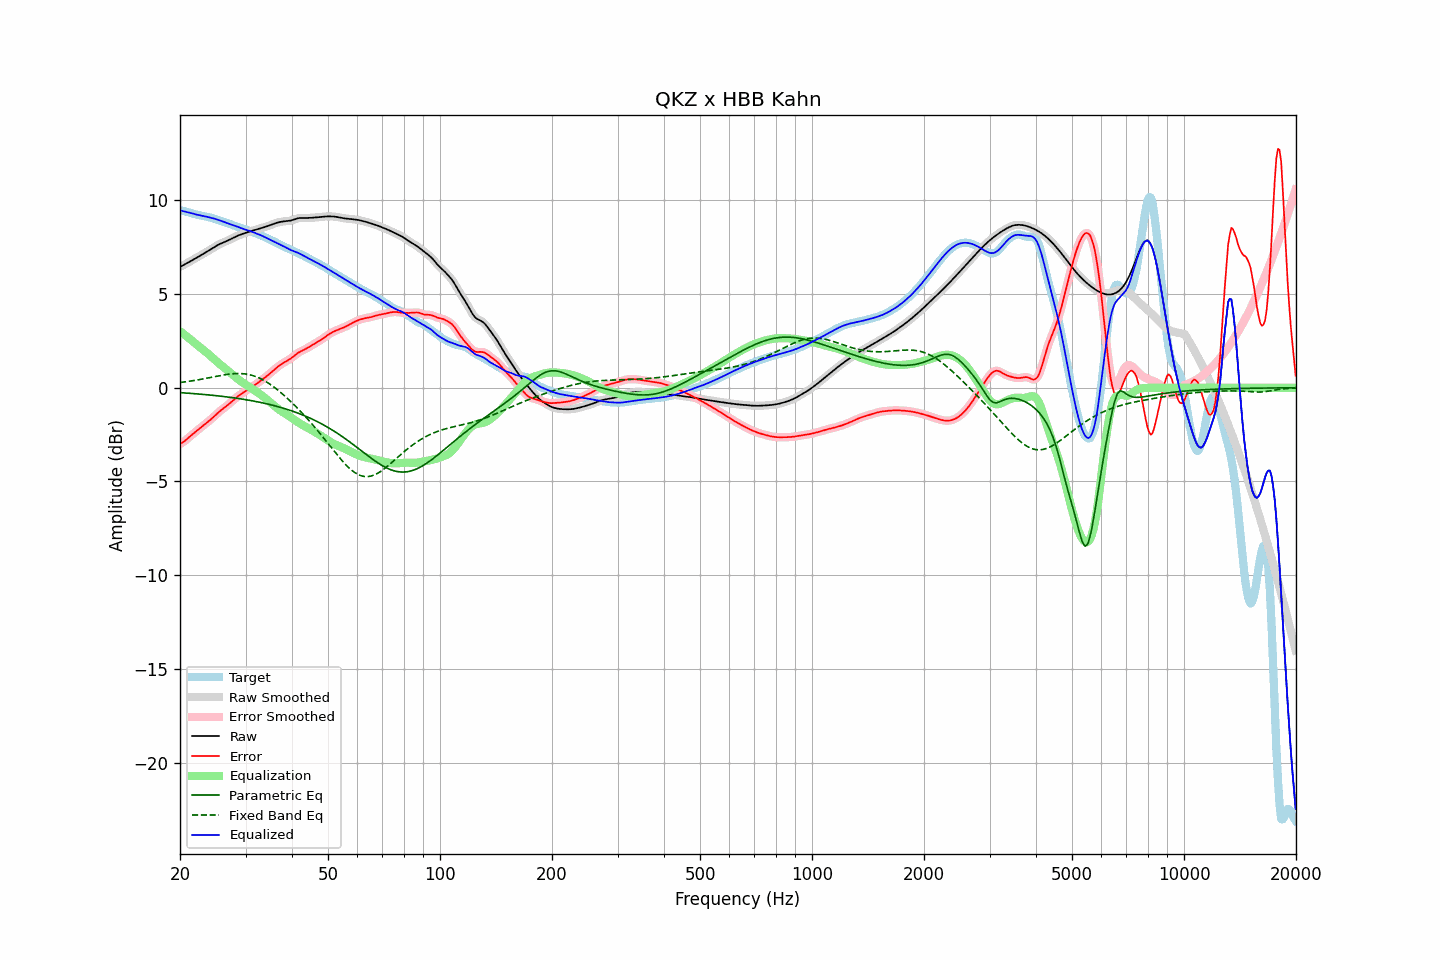 QKZ x HBB Kahn
Amplitude (dBr)
10
5
0
−5
−10
−15
−20
Target
Raw Smoothed
Error Smoothed
Raw
Error
Equalization
Parametric Eq
Fixed Band Eq
Equalized
20 50 100 200 500 1000 2000 5000 10000 20000
Frequency (Hz)